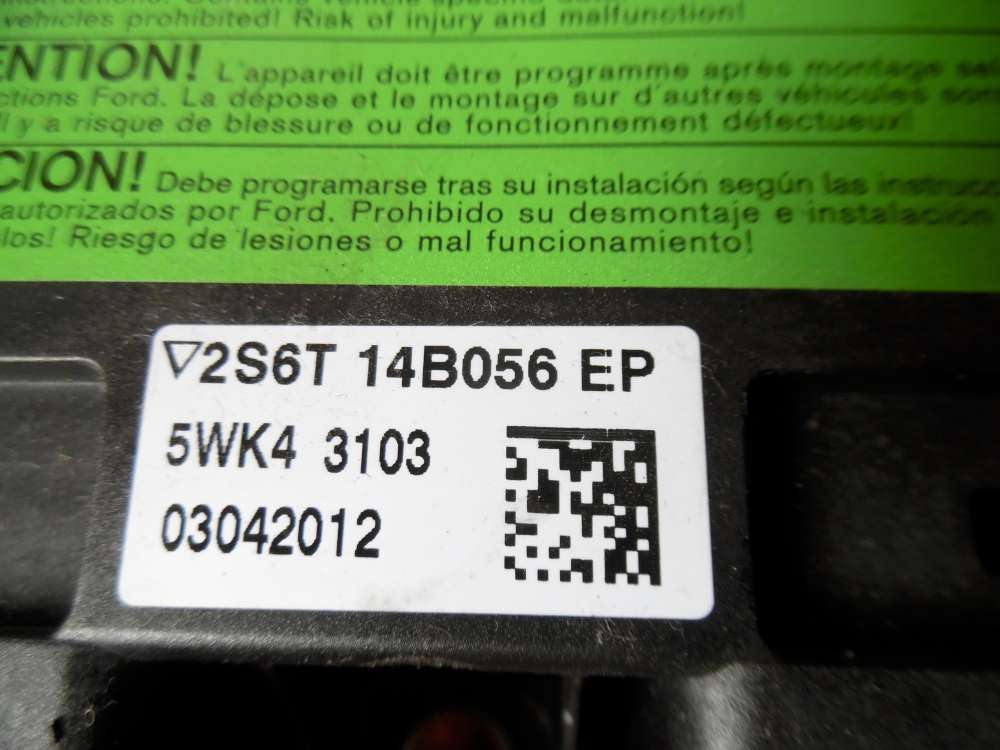 vehicles prohibited! Risk of injury and malfunction!
ENTION! L'appareil doit être programme après montage
ctions Ford. La dépose et le montage sur d'autres véhicules
Il y a risque de blessure ou de fonctionnement défectueux!
CION! Debe programarse tras su instalación según las instrucc
autorizados por Ford. Prohibido su desmontaje e instalación
los! Riesgo de lesiones o mal funcionamiento!
▽2S6T 14B056 EP
5WK4 3103
03042012